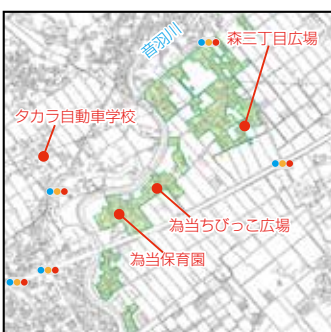 音羽川
森三丁目広場
タカラ自動車学校
為当ちびっこ広場
為当保育園